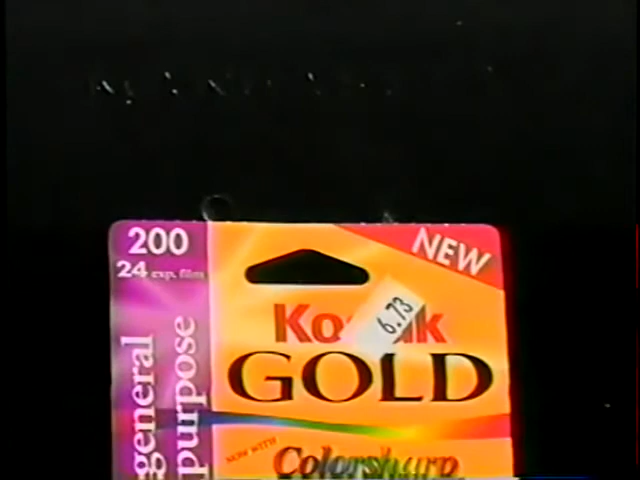 200
24 exp. film
general
purpose
NEW
Kodak
6.73
GOLD
NOW WITH
Colorsharp